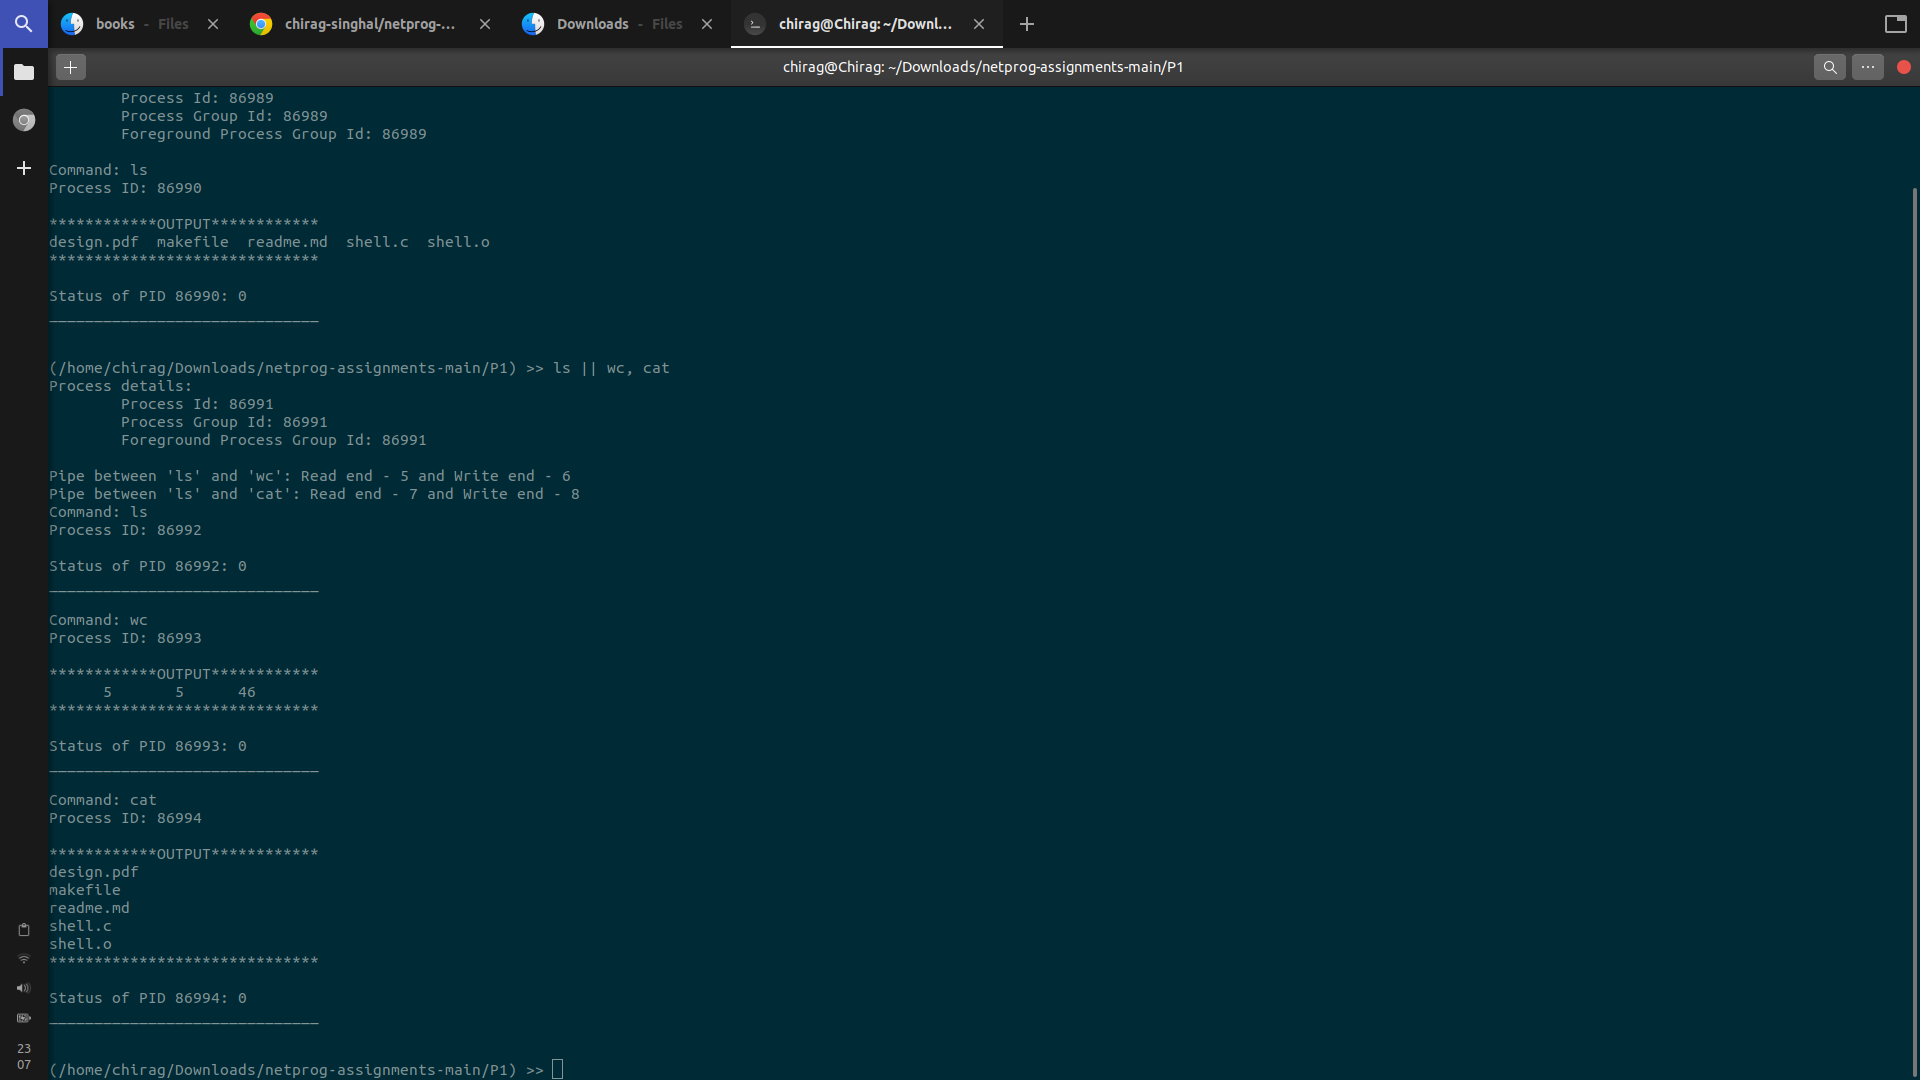 books - Files
chirag-singhal/netprog-...
Downloads - Files
chirag@Chirag: ~/Downl...
chirag@Chirag: ~/Downloads/netprog-assignments-main/P1
Process Id: 86989
Process Group Id: 86989
Foreground Process Group Id: 86989
Command: ls
Process ID: 86990
************OUTPUT************
design.pdf  makefile  readme.md  shell.c  shell.o
******************************
Status of PID 86990: 0
______________________________
(/home/chirag/Downloads/netprog-assignments-main/P1) >> ls || wc, cat
Process details:
Process Id: 86991
Process Group Id: 86991
Foreground Process Group Id: 86991
Pipe between 'ls' and 'wc': Read end - 5 and Write end - 6
Pipe between 'ls' and 'cat': Read end - 7 and Write end - 8
Command: ls
Process ID: 86992
Status of PID 86992: 0
______________________________
Command: wc
Process ID: 86993
************OUTPUT************
5       5      46
******************************
Status of PID 86993: 0
______________________________
Command: cat
Process ID: 86994
************OUTPUT************
design.pdf
makefile
readme.md
shell.c
shell.o
******************************
Status of PID 86994: 0
______________________________
(/home/chirag/Downloads/netprog-assignments-main/P1) >>
23
07